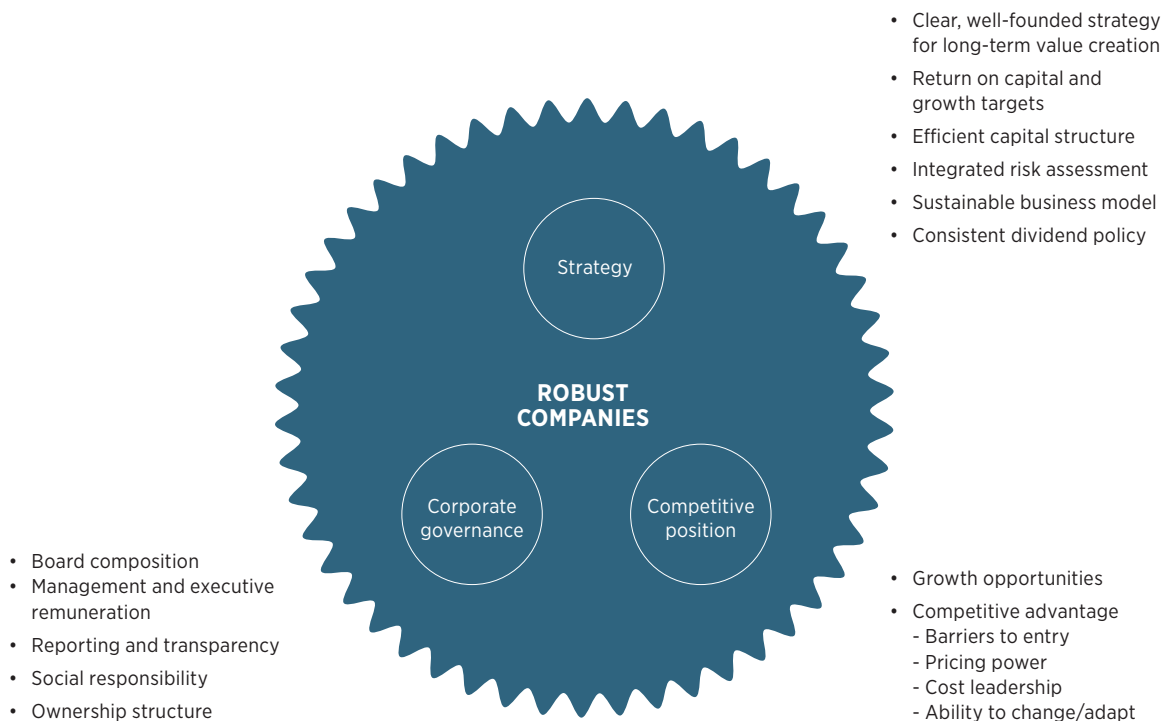 • Clear, well-founded strategy
for long-term value creation
• Return on capital and
growth targets
• Efficient capital structure
• Integrated risk assessment
• Sustainable business model
• Consistent dividend policy
Strategy
ROBUST
COMPANIES
Corporate
governance
Competitive
position
• Board composition
• Management and executive
remuneration
• Reporting and transparency
• Social responsibility
• Ownership structure
• Growth opportunities
• Competitive advantage
- Barriers to entry
- Pricing power
- Cost leadership
- Ability to change/adapt